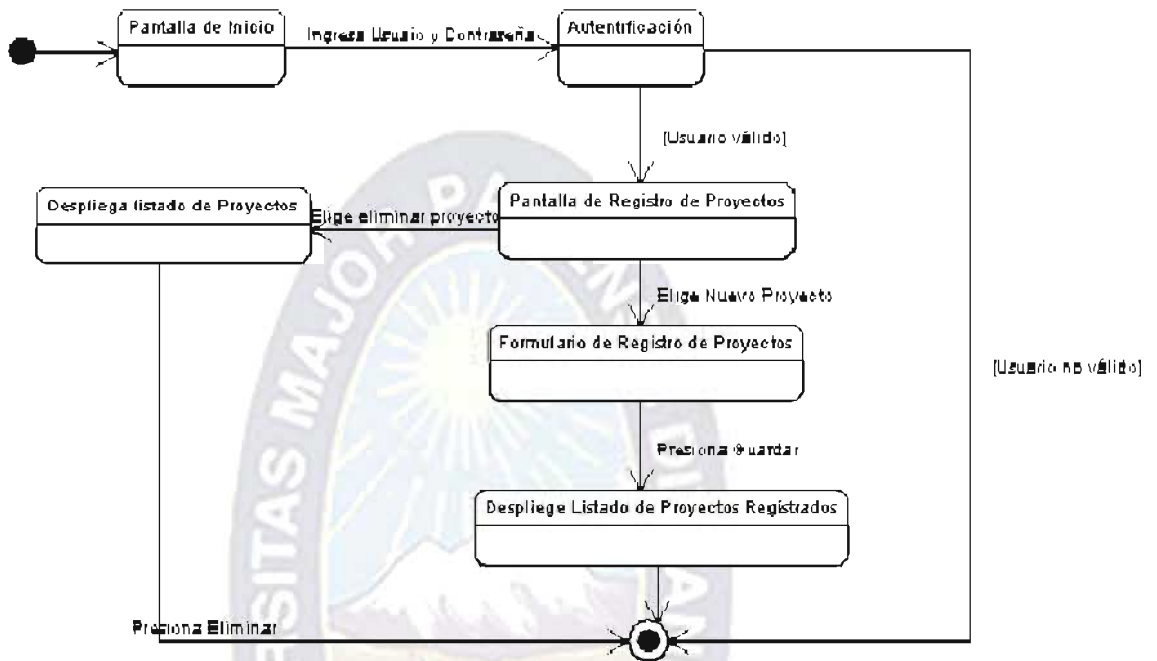 Pantalla de Inicio
Ingresa Usuaio y Contraseña
Autentificación
[Usuario válido]
Despliega listado de Proyectos
Elige eliminar proyecto
Pantalla de Registro de Proyectos
Elige Nuevo Proyecto
Formulario de Registro de Proyectos
[Usuario no válido]
Presiona Guardar
Despliege Listado de Proyectos Registrados
Presiona Eliminar
MAJOR